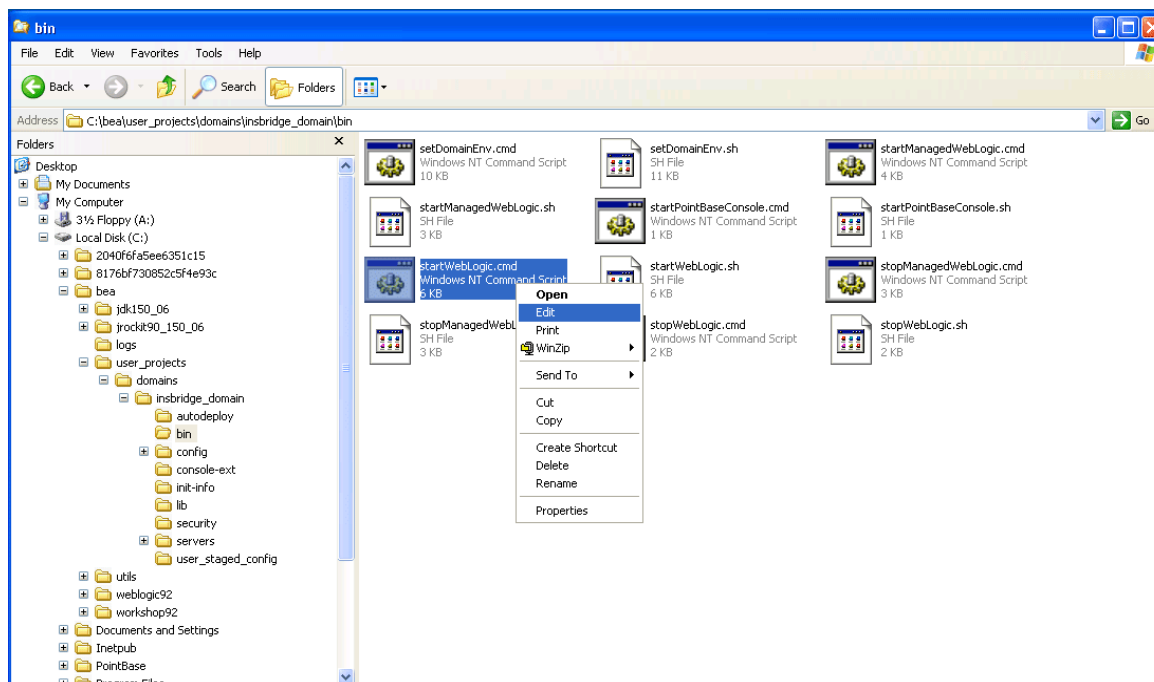 bin
File Edit View Favorites Tools Help
Back Search Folders
Address C:\bea\user_projects\domains\insbridge_domain\bin Go
Folders
Desktop
My Documents
My Computer
3½ Floppy (A:)
Local Disk (C:)
2040f6fa5ee6351c15
8176bf730852c5f4e93c
bea
jdk150_06
jrockit90_150_06
logs
user_projects
domains
insbridge_domain
autodeploy
bin
config
console-ext
init-info
lib
security
servers
user_staged_config
utils
weblogic92
workshop92
Documents and Settings
Inetpub
PointBase
setDomainEnv.cmd
Windows NT Command Script
10 KB
setDomainEnv.sh
SH File
11 KB
startManagedWebLogic.cmd
Windows NT Command Script
4 KB
startManagedWebLogic.sh
SH File
3 KB
startPointBaseConsole.cmd
Windows NT Command Script
1 KB
startPointBaseConsole.sh
SH File
1 KB
startWebLogic.cmd
Windows NT Command Script
6 KB
startWebLogic.sh
SH File
6 KB
stopManagedWebLogic.cmd
Windows NT Command Script
3 KB
stopManagedWebL
SH File
3 KB
stopWebLogic.cmd
Windows NT Command Script
2 KB
stopWebLogic.sh
SH File
2 KB
Open
Edit
Print
WinZip
Send To
Cut
Copy
Create Shortcut
Delete
Rename
Properties